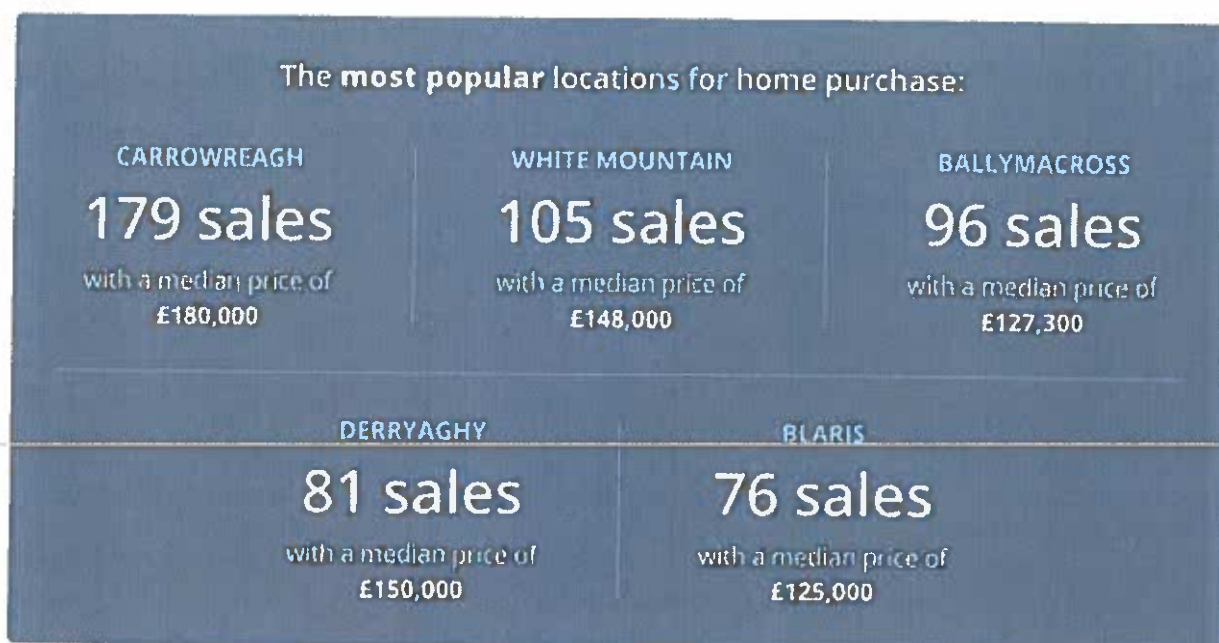 The most popular locations for home purchase:
CARROWREAGH
179 sales
with a median price of
£180,000
WHITE MOUNTAIN
105 sales
with a median price of
£148,000
BALLYMACROSS
96 sales
with a median price of
£127,300
DERRYAGHY
81 sales
with a median price of
£150,000
BLARIS
76 sales
with a median price of
£125,000